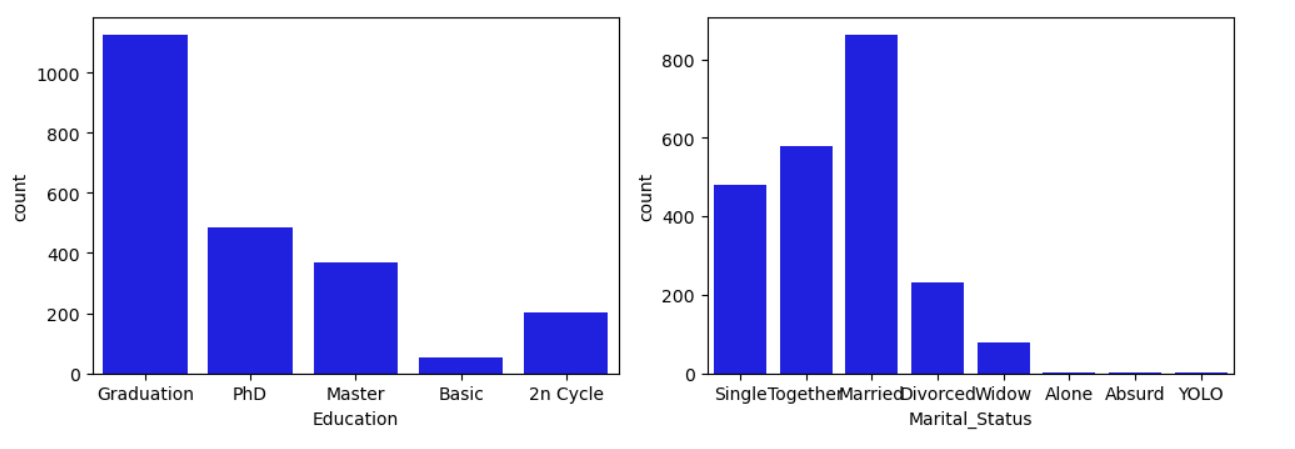 count
1000
800
600
400
200
0
Graduation PhD Master Basic 2n Cycle
Education
count
800
600
400
200
0
Single Together Married Divorced Widow Alone Absurd YOLO
Marital_Status